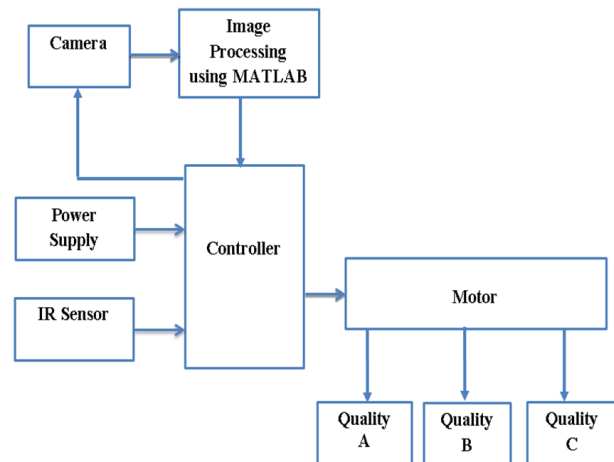 Camera
Image
Processing
using MATLAB
Power
Supply
Controller
IR Sensor
Motor
Quality
A
Quality
B
Quality
C